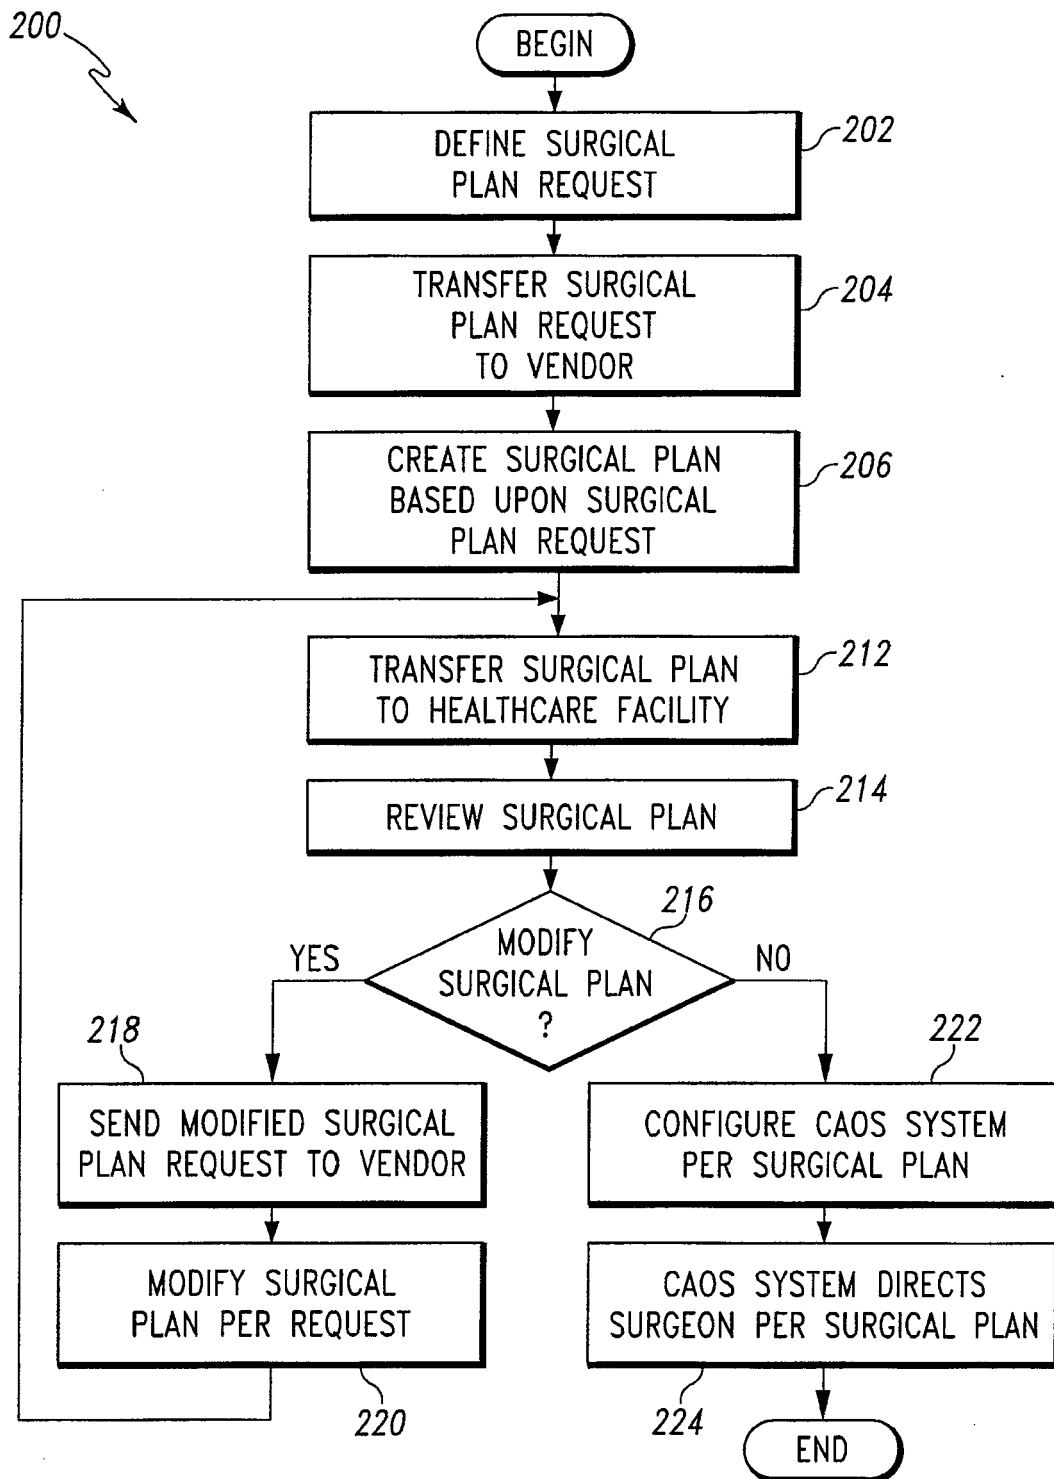 200
BEGIN
DEFINE SURGICAL
PLAN REQUEST
202
TRANSFER SURGICAL
PLAN REQUEST
TO VENDOR
204
CREATE SURGICAL PLAN
BASED UPON SURGICAL
PLAN REQUEST
206
TRANSFER SURGICAL PLAN
TO HEALTHCARE FACILITY
212
REVIEW SURGICAL PLAN
214
MODIFY
SURGICAL PLAN
?
216
YES
NO
218
SEND MODIFIED SURGICAL
PLAN REQUEST TO VENDOR
222
CONFIGURE CAOS SYSTEM
PER SURGICAL PLAN
MODIFY SURGICAL
PLAN PER REQUEST
220
CAOS SYSTEM DIRECTS
SURGEON PER SURGICAL PLAN
224
END